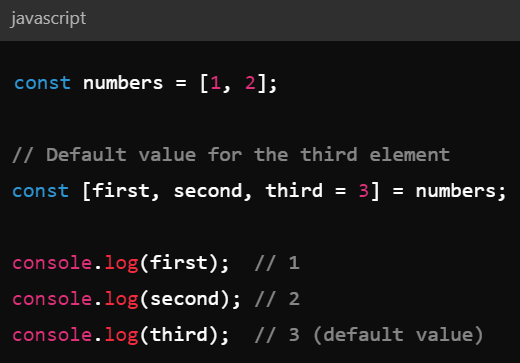 javascript
const numbers = [1, 2];
// Default value for the third element
const [first, second, third = 3] = numbers;
console.log(first);  // 1
console.log(second); // 2
console.log(third);  // 3 (default value)